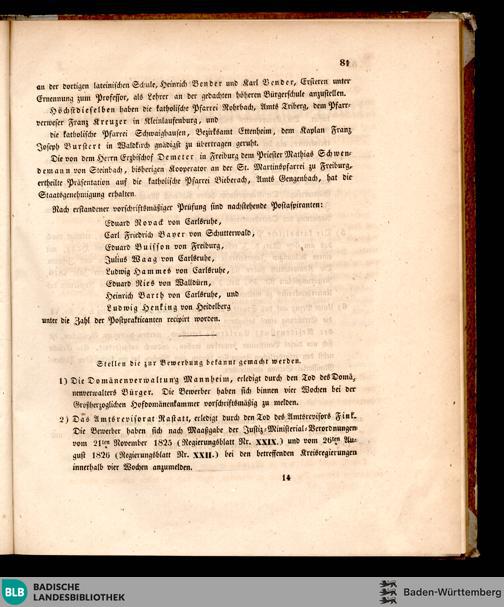 81
an der dortigen lateinischen Schule, Heinrich Bender und Karl Bender, Ersteren unter
Ernennung zum Professor, als Lehrer an der gedachten höheren Bürgerschule anzustellen.
Höchstdieselben haben die katholische Pfarrei Rohrbach, Amts Triberg, dem Pfarr-
verweser Franz Kreuzer in Kleinlaufenburg, und
die katholische Pfarrei Schweighausen, Bezirksamt Ettenheim, dem Kaplan Franz
Joseph Burstert in Waldkirch gnädigst zu übertragen geruht.
Die von dem Herrn Erzbischof Demeter in Freiburg dem Priester Mathias Schwen-
demann von Steinbach, bisherigen Kooperator an der St. Martinspfarrei zu Freiburg,
ertheilte Präsentation auf die katholische Pfarrei Bieberach, Amts Gengenbach, hat die
Staatsgenehmigung erhalten.
Nach erstandener vorschriftsmäßiger Prüfung sind nachstehende Postaspiranten:
Eduard Novack von Carlsruhe,
Carl Friedrich Bayer von Schutterwald,
Eduard Buisson von Freiburg,
Julius Waag von Carlsruhe,
Ludwig Hammes von Carlsruhe,
Eduard Ries von Walldüen,
Heinrich Barth von Carlsruhe, und
Ludwig Henking von Heidelberg
unter die Zahl der Postpraktikanten recipirt worden.
Stellen die zur Bewerbung bekannt gemacht werden.
1) Die Domänenverwaltung Mannheim, erledigt durch den Tod des Domä-
nenverwalters Bürger. Die Bewerber haben sich binnen vier Wochen bei der
Großherzoglichen Hofdomänenkammer vorschriftsmäßig zu melden.
2) Das Amtsrevisorat Rastatt, erledigt durch den Tod des Amtsrevisors Fink.
Die Bewerber haben sich nach Maaßgabe der Justiz-Ministerial-Verordnungen
vom 21ten November 1825 (Regierungsblatt Nr. XXIX.) und vom 26ten Au-
gust 1826 (Regierungsblatt Nr. XXII.) bei den betreffenden Kreisregierungen
innerhalb vier Wochen anzumelden.
14
BLB BADISCHE
LANDESBIBLIOTHEK
Baden-Württemberg